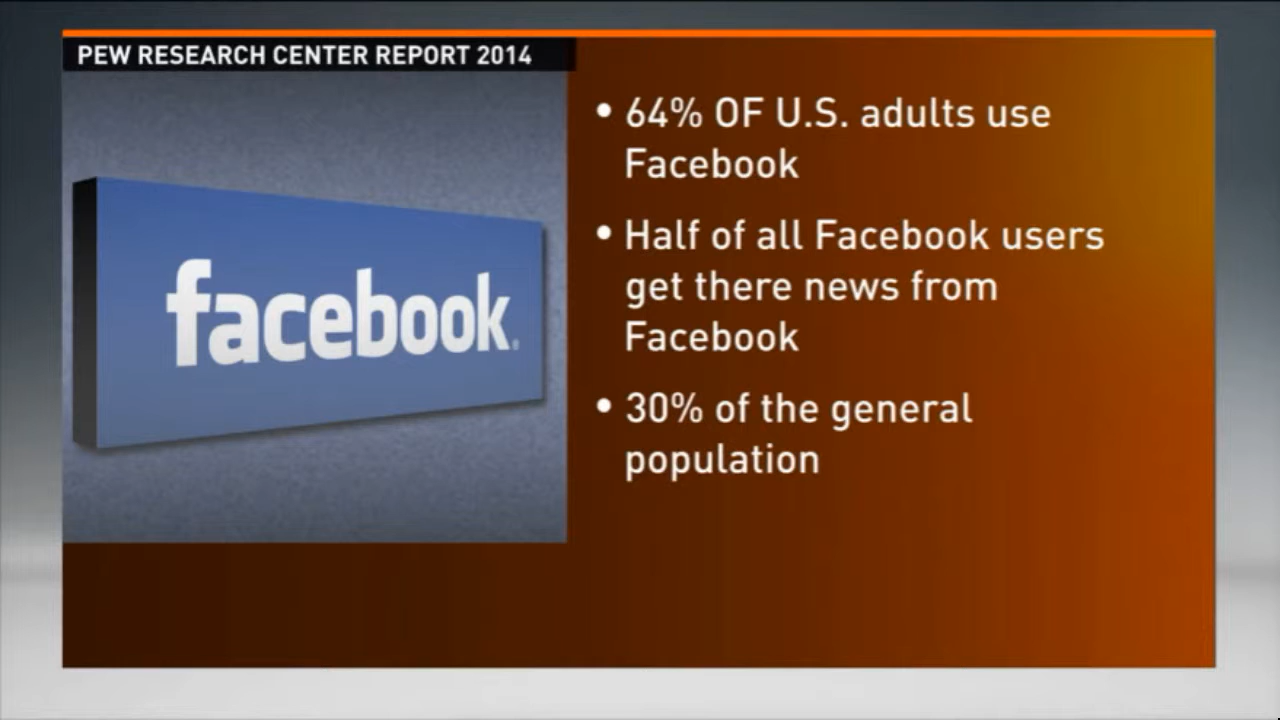 PEW RESEARCH CENTER REPORT 2014
facebook®
• 64% OF U.S. adults use
Facebook
• Half of all Facebook users
get there news from
Facebook
• 30% of the general
population